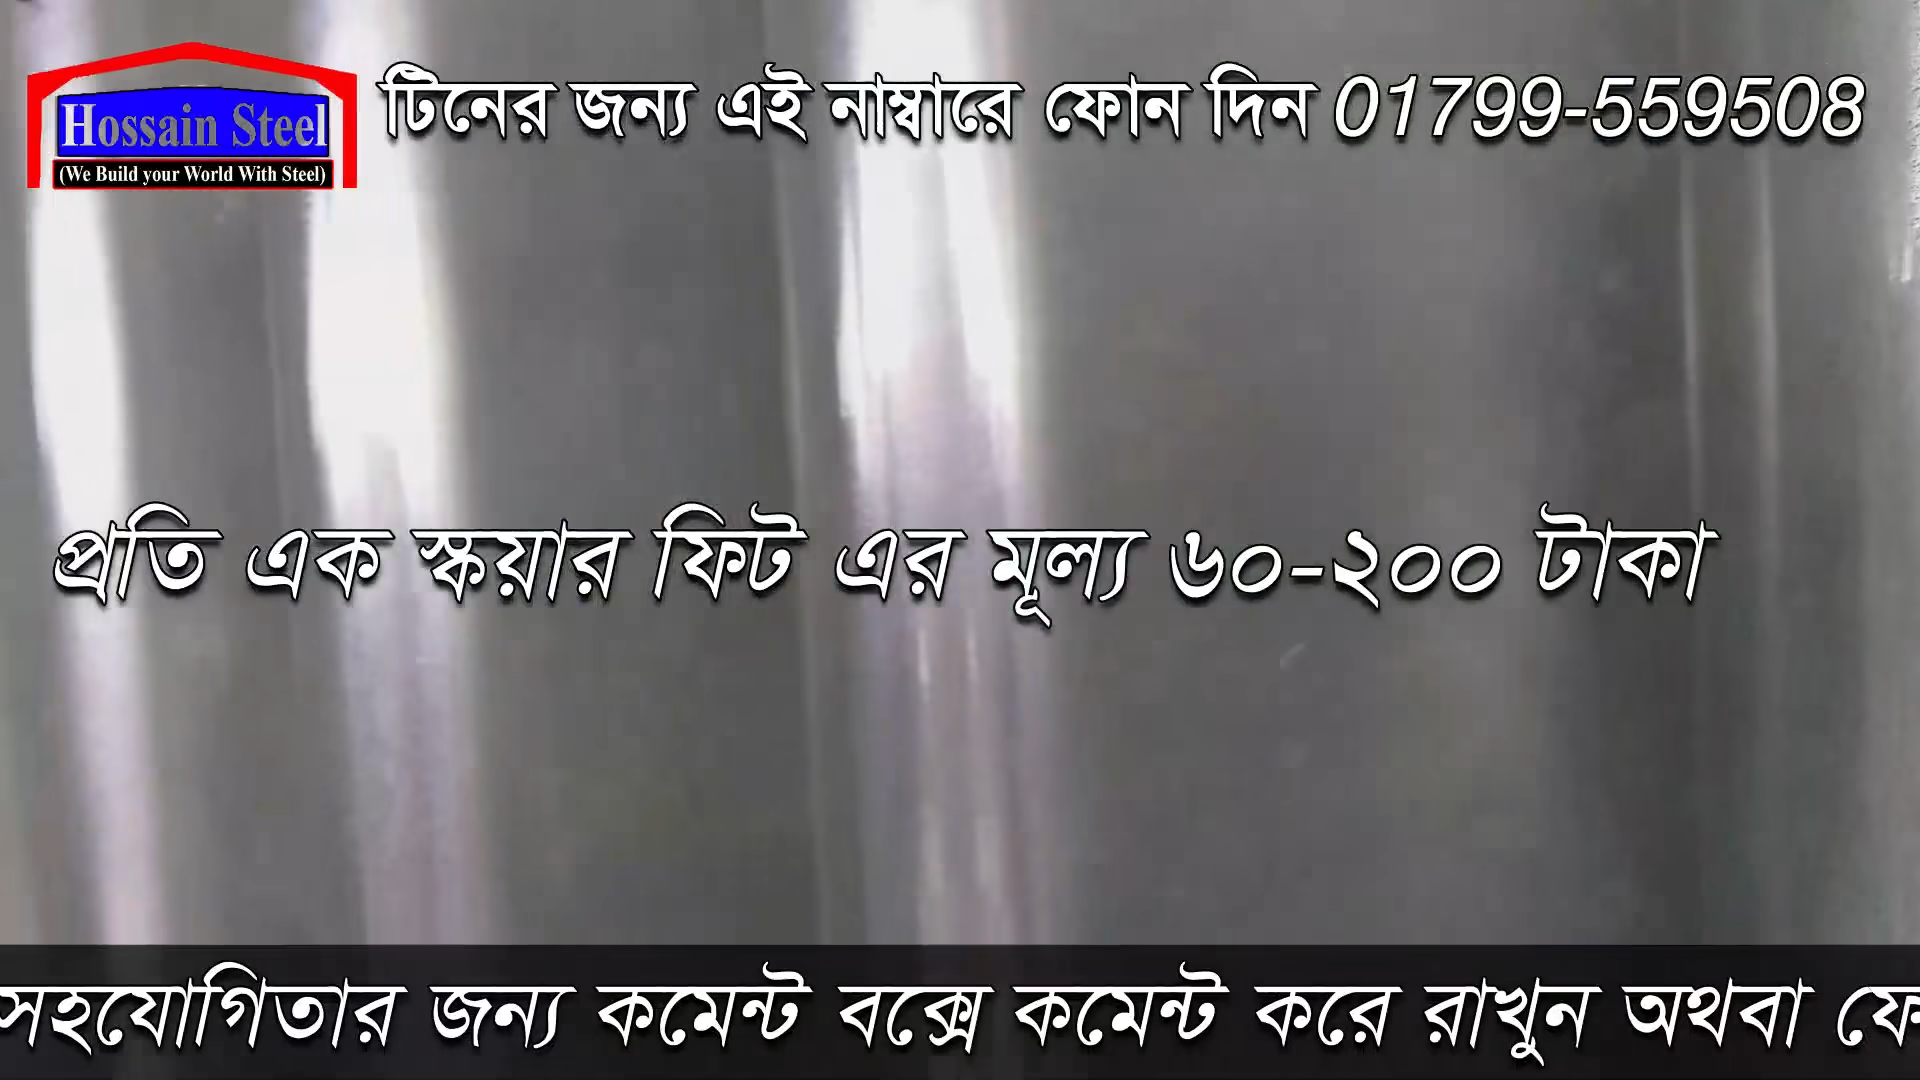 Hossain Steel
(We Build your World With Steel)
টিনের জন্য এই নাম্বারে ফোন দিন 01799-559508
প্রতি এক স্কয়ার ফিট এর মূল্য ৬০-২০০ টাকা
সহযোগিতার জন্য কমেন্ট বক্সে কমেন্ট করে রাখুন অথবা ফে